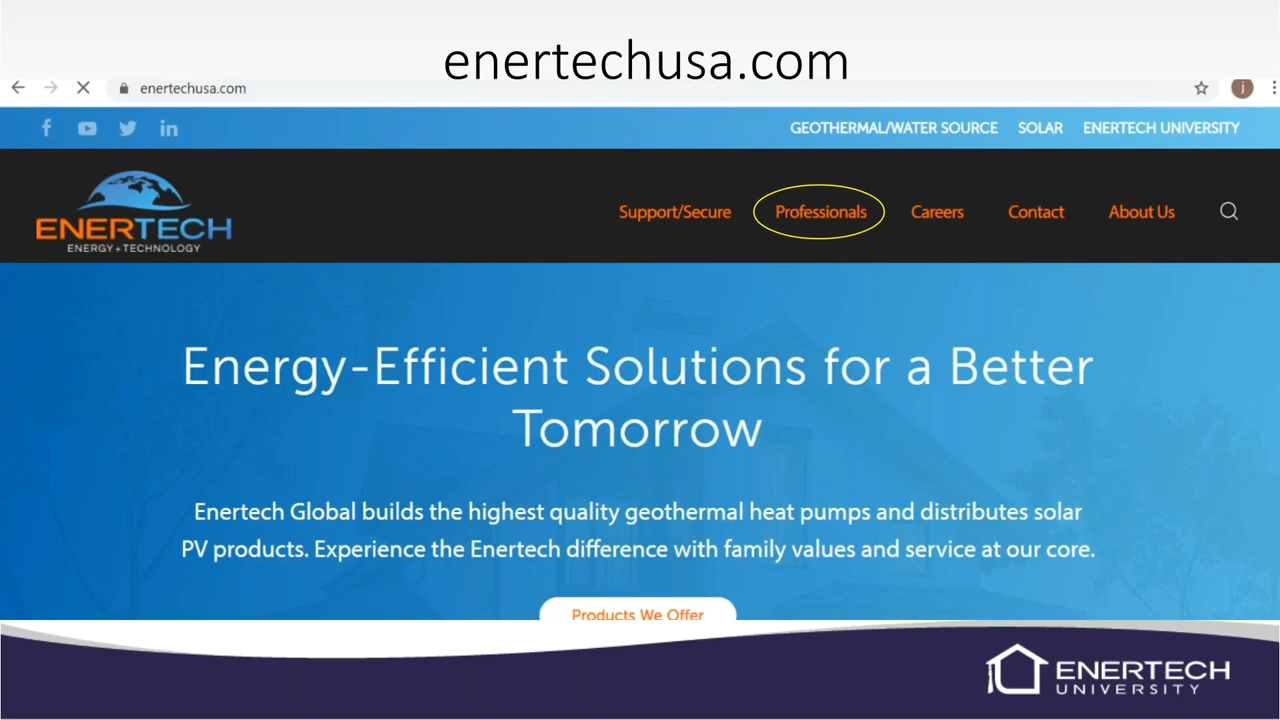 enertechusa.com
enertechusa.com
j
GEOTHERMAL/WATER SOURCE SOLAR ENERTECH UNIVERSITY
ENERTECH
ENERGY+TECHNOLOGY
Support/Secure Professionals Careers Contact About Us
Energy-Efficient Solutions for a Better
Tomorrow
Enertech Global builds the highest quality geothermal heat pumps and distributes solar
PV products. Experience the Enertech difference with family values and service at our core.
Products We Offer
ENERTECH
UNIVERSITY